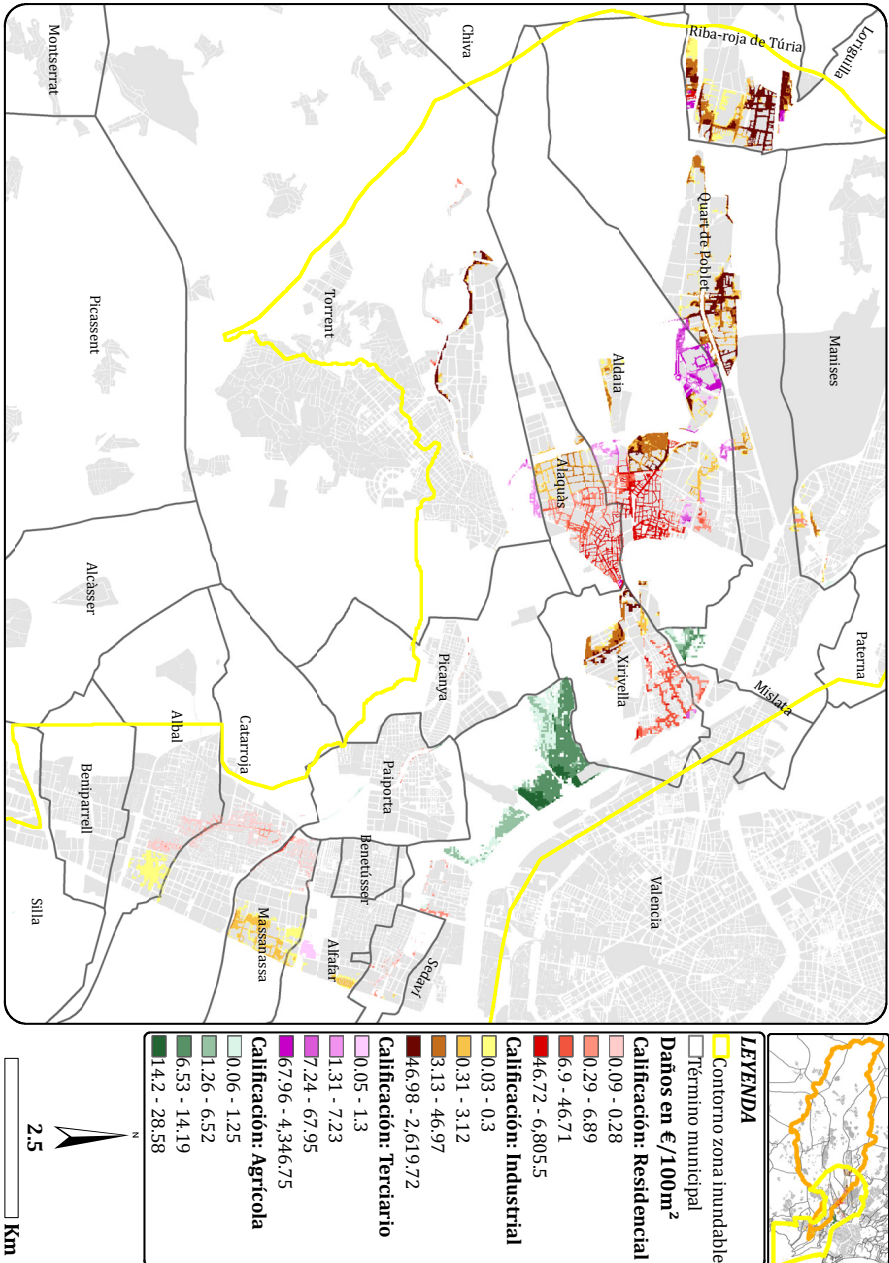 Montserrat
Chiva
Riba-roja de Túria
Loriguilla
Picassent
Torrent
Quart de Poblet
Aldaia
Manises
Alaquàs
Alcàsser
Picanya
Xirivella
Paterna
Mislata
Albal
Catarroja
Beniparrell
Paiporta
Benetússer
Valencia
Silla
Massanassa
Alfafar
Sedaví
LEYENDA
Contorno zona inundable
Término municipal
Daños en €/100m²
Calificación: Residencial
0.09 - 0.28
0.29 - 6.89
6.9 - 46.71
46.72 - 6,805.5
Calificación: Industrial
0.03 - 0.3
0.31 - 3.12
3.13 - 46.97
46.98 - 2,619.72
Calificación: Terciario
0.05 - 1.3
1.31 - 7.23
7.24 - 67.95
67.96 - 4,346.75
Calificación: Agrícola
0.06 - 1.25
1.26 - 6.52
6.53 - 14.19
14.2 - 28.58
N
2.5
Km